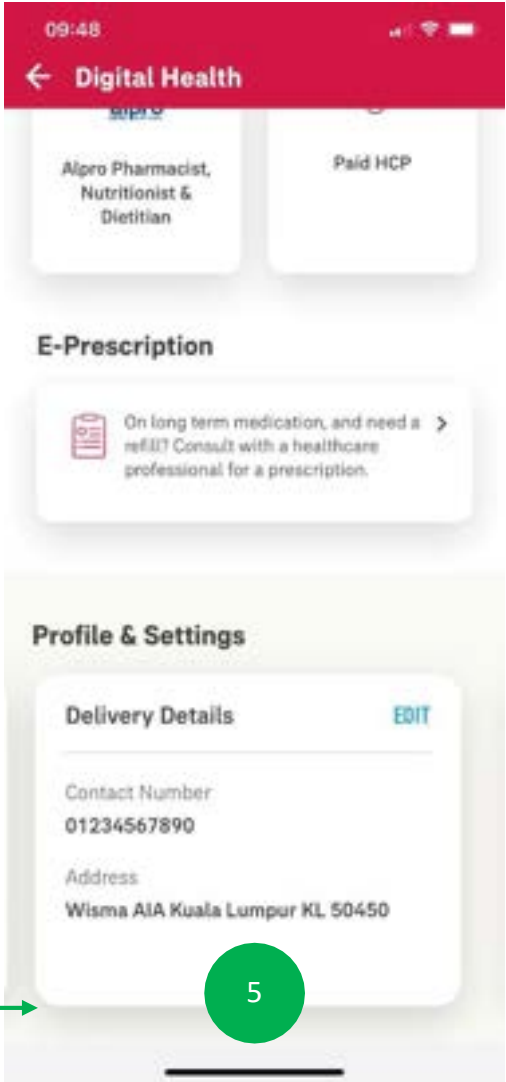 09:48
Digital Health
alpro
Alpro Pharmacist,
Nutritionist &
Dietitian
Paid HCP
E-Prescription
On long term medication, and need a
refill? Consult with a healthcare
professional for a prescription.
Profile & Settings
Delivery Details
EDIT
Contact Number
01234567890
Address
Wisma AIA Kuala Lumpur KL 50450
5